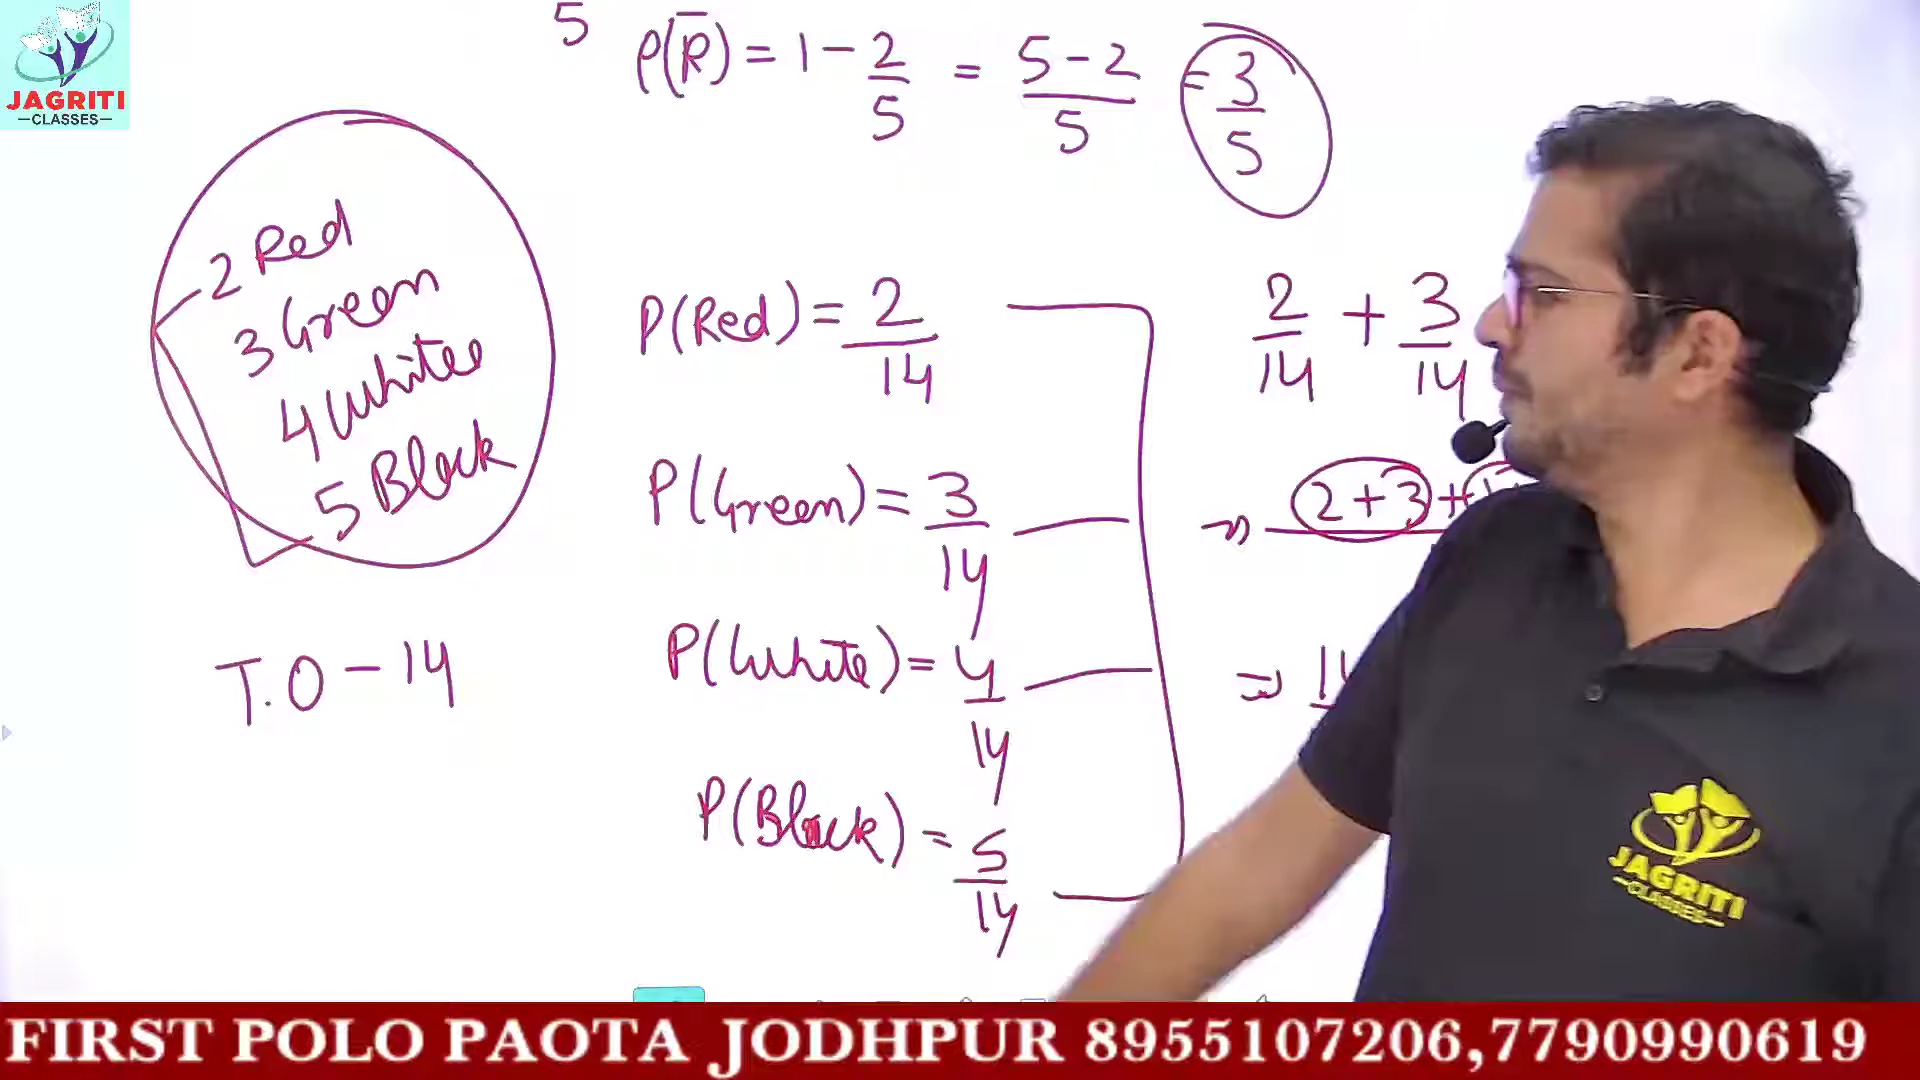 JAGRITI
CLASSES
5
P(R̅) = 1 - 2/5 = (5-2)/5 = 3/5
2 Red
3 Green
4 White
5 Black
T.O - 14
P(Red) = 2/14
P(Green) = 3/14
P(White) = 4/14
P(Black) = 5/14
2/14 + 3/14
⇒ 2+3+
⇒ 14
JAGRITI
CLASSES
FIRST POLO PAOTA JODHPUR 8955107206,7790990619